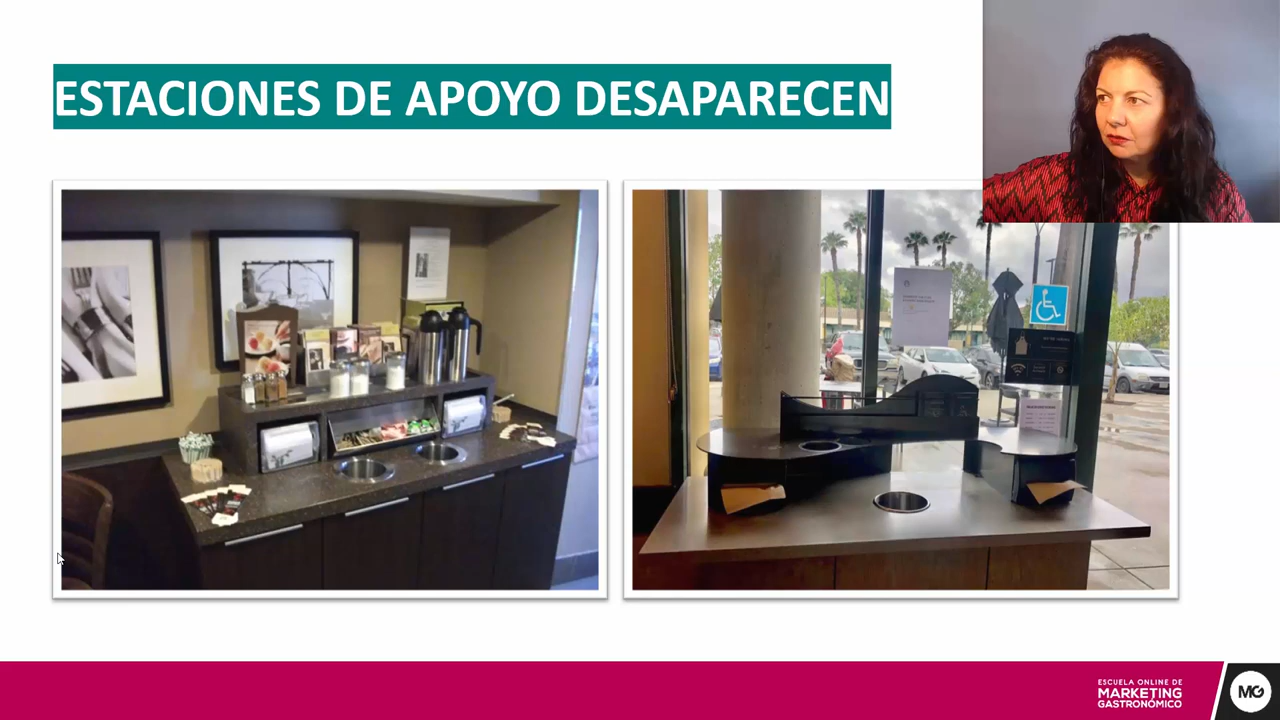 ESTACIONES DE APOYO DESAPARECEN
ESCUELA ONLINE DE
MARKETING
GASTRONÓMICO
MG